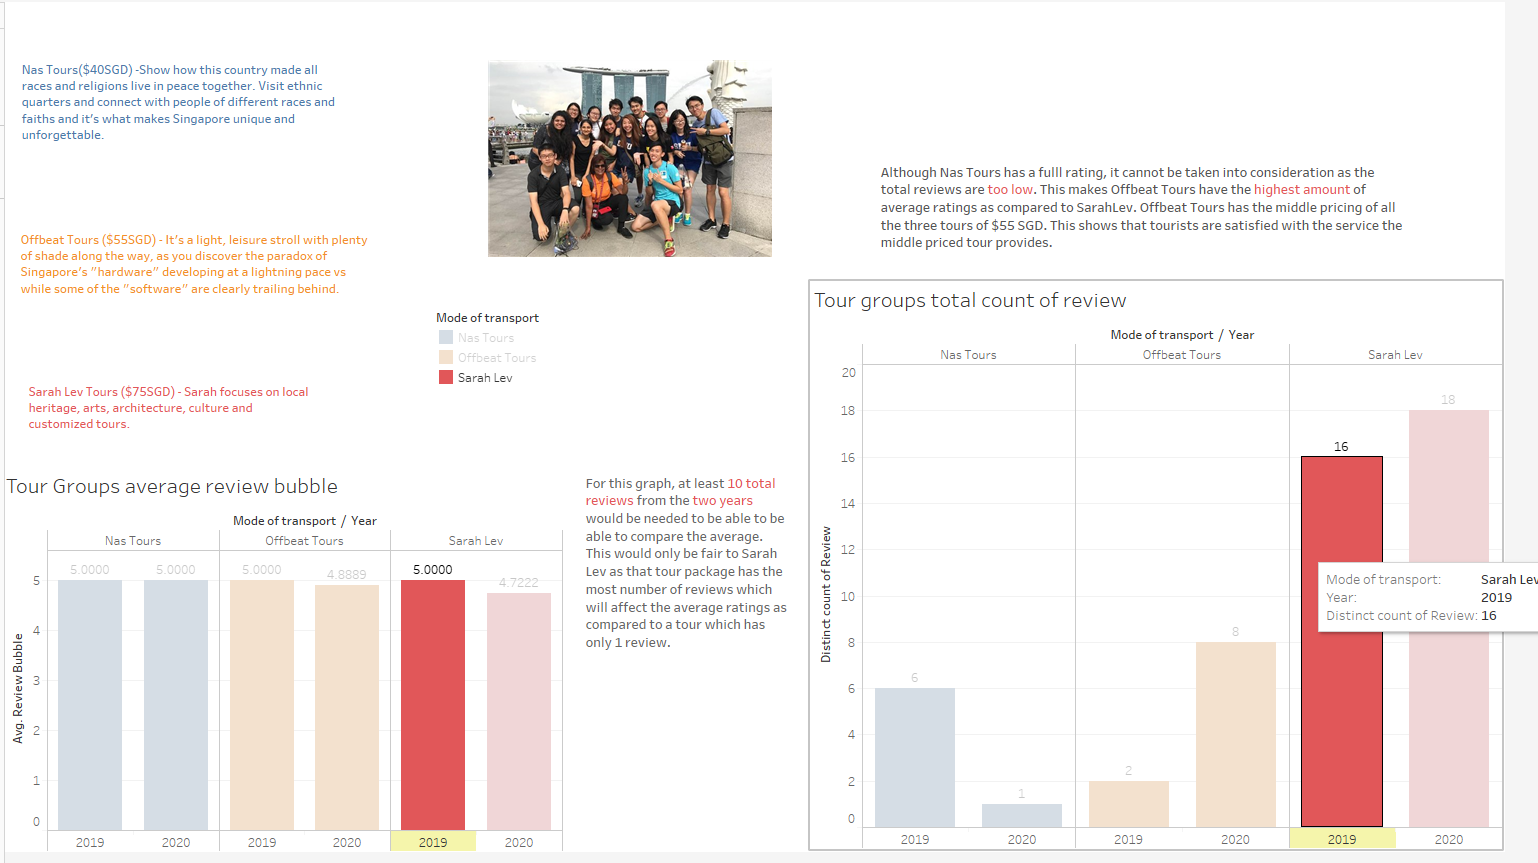 Nas Tours($40SGD) -Show how this country made all
races and religions live in peace together. Visit ethnic
quarters and connect with people of different races and
faiths and it's what makes Singapore unique and
unforgettable.
Offbeat Tours ($55SGD) - It's a light, leisure stroll with plenty
of shade along the way, as you discover the paradox of
Singapore's "hardware" developing at a lightning pace vs
while some of the "software" are clearly trailing behind.
Mode of transport
Nas Tours
Offbeat Tours
Sarah Lev
Sarah Lev Tours ($75SGD) - Sarah focuses on local
heritage, arts, architecture, culture and
customized tours.
Although Nas Tours has a fulll rating, it cannot be taken into consideration as the
total reviews are too low. This makes Offbeat Tours have the highest amount of
average ratings as compared to SarahLev. Offbeat Tours has the middle pricing of all
the three tours of $55 SGD. This shows that tourists are satisfied with the service the
middle priced tour provides.
Tour Groups average review bubble
Mode of transport / Year
Nas Tours Offbeat Tours Sarah Lev
5.0000 5.0000 5.0000 4.8889 5.0000 4.7222
Avg. Review Bubble
5
4
3
2
1
0
2019 2020 2019 2020 2019 2020
For this graph, at least 10 total
reviews from the two years
would be needed to be able to be
able to compare the average.
This would only be fair to Sarah
Lev as that tour package has the
most number of reviews which
will affect the average ratings as
compared to a tour which has
only 1 review.
Tour groups total count of review
Mode of transport / Year
Nas Tours Offbeat Tours Sarah Lev
Distinct count of Review
20
18
16
14
12
10
8
6
4
2
0
6 1 2 8 16 18
Mode of transport: Sarah Lev
Year: 2019
Distinct count of Review: 16
2019 2020 2019 2020 2019 2020